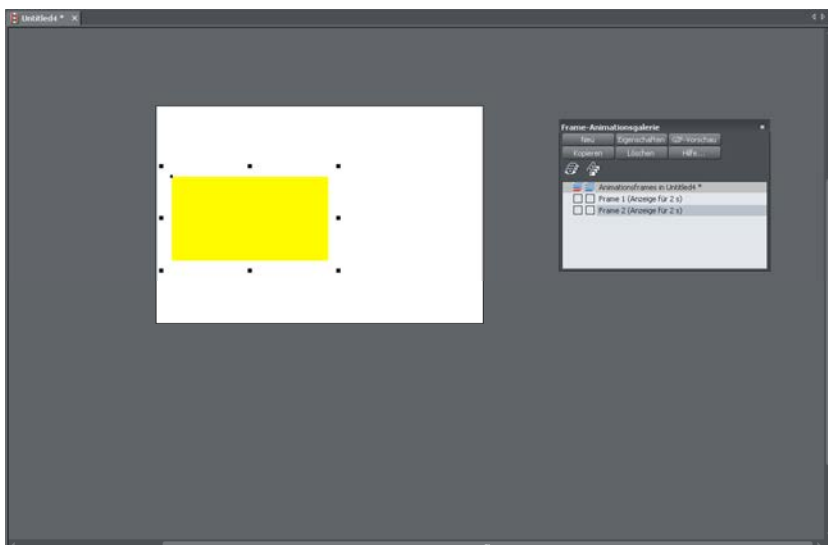 Untitled4 *
Frame-Animationsgalerie
Neu Eigenschaften GIF-Vorschau
Kopieren Löschen Hilfe...
Animationsframes in Untitled4 *
Frame 1 (Anzeige für 2 s)
Frame 2 (Anzeige für 2 s)